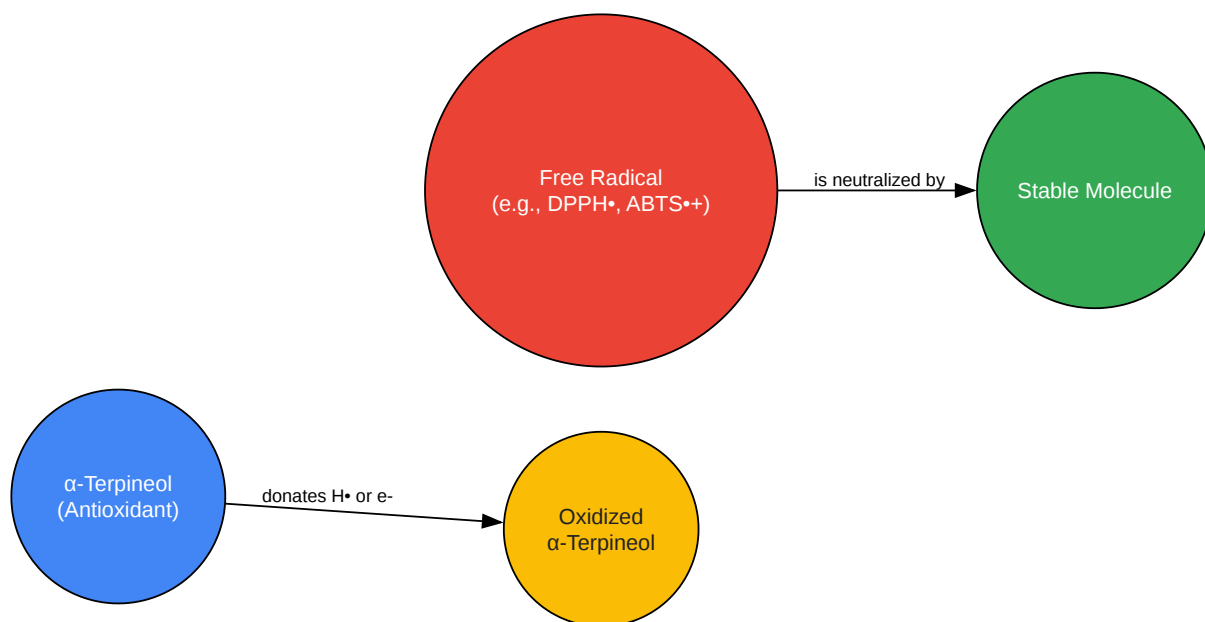 Free Radical
(e.g., DPPH•, ABTS•+)
is neutralized by
Stable Molecule
α-Terpineol
(Antioxidant)
donates H• or e-
Oxidized
α-Terpineol